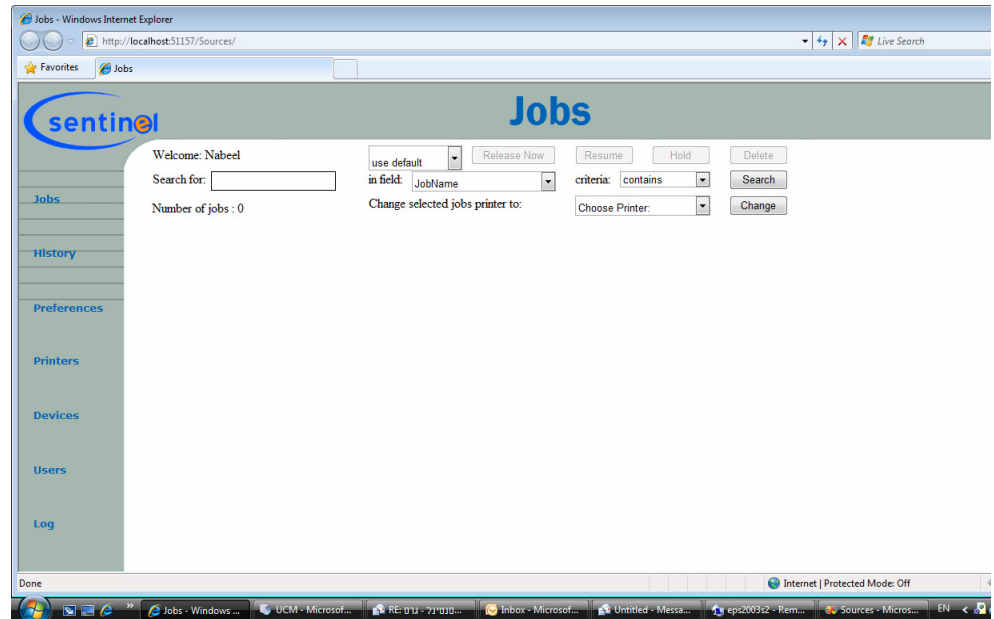 Jobs - Windows Internet Explorer
http://localhost:51157/Sources/
Live Search
Favorites
Jobs
sentinel
Jobs
Welcome: Nabeel
use default
Release Now
Resume
Hold
Delete
Search for:
in field:
JobName
criteria:
contains
Search
Number of jobs : 0
Change selected jobs printer to:
Choose Printer:
Change
Jobs
History
Preferences
Printers
Devices
Users
Log
Done
Internet | Protected Mode: Off
Jobs - Windows ...
UCM - Microsof...
RE: סנטינל - גרס...
Inbox - Microsof...
Untitled - Messa...
eps2003s2 - Rem...
Sources - Micros...
EN